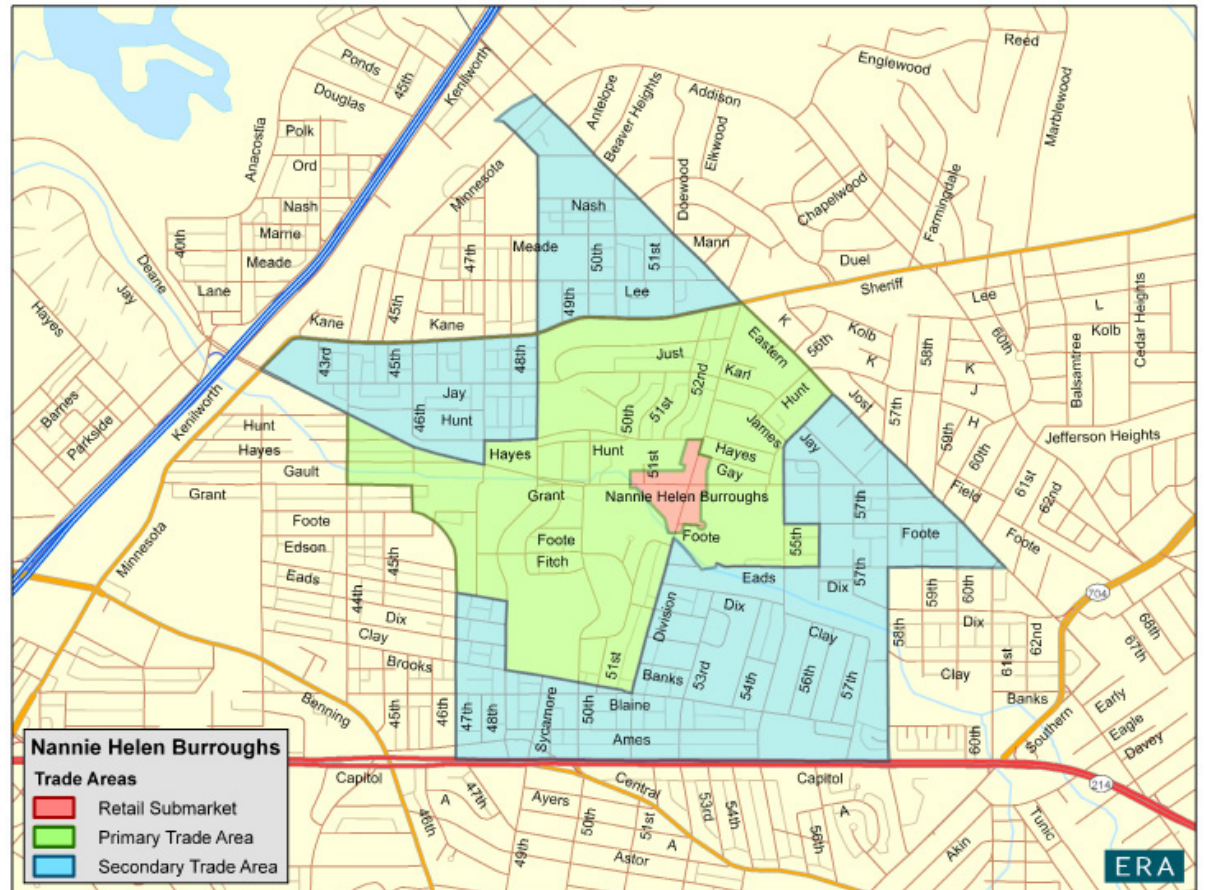 Reed
Englewood
Ponds
45th
Kenilworth
Douglas
Antelope
Beaver Heights
Addison
Elkwood
Marblewood
Polk
Anacostia
Ord
Minnesota
Doewood
Chapelwood
Farmingdale
Nash
Nash
Marne
40th
Meade
47th
Meade
50th
51st
Mann
Duel
Deane
Lane
49th
Lee
Sheriff
Lee
L
Cedar Heights
Hayes
Jay
Kane
45th
Kane
K
56th
Kolb
60th
Kolb
Balsamtree
43rd
45th
48th
Just
Eastern
K
58th
K
J
Karl
52nd
Hunt
Jost
57th
Barnes
Parkside
Kenilworth
Jay
46th
Hunt
50th
51st
James
H
59th
60th
Jefferson Heights
Hunt
Hayes
Gault
Hayes
Hunt
51st
Hayes
Gay
Jay
61st
62nd
Grant
Grant
Nannie Helen Burroughs
57th
Field
Foote
Edson
45th
Foote
Fitch
Foote
55th
Foote
Foote
Minnesota
Eads
44th
Eads
Dix
57th
59th
60th
704
Dix
Clay
Division
Dix
Clay
58th
Dix
61st
62nd
68th
67th
Brooks
51st
Banks
53rd
54th
56th
57th
Clay
Banks
Early
Benning
45th
46th
47th
48th
Sycamore
50th
Blaine
Ames
60th
Southern
Eagle
Davey
Nannie Helen Burroughs
Trade Areas
Retail Submarket
Primary Trade Area
Secondary Trade Area
Capitol
Central
Capitol
214
A
47th
46th
Ayers
50th
51st
53rd
54th
A
56th
A
49th
Astor
Akin
Tunic
ERA